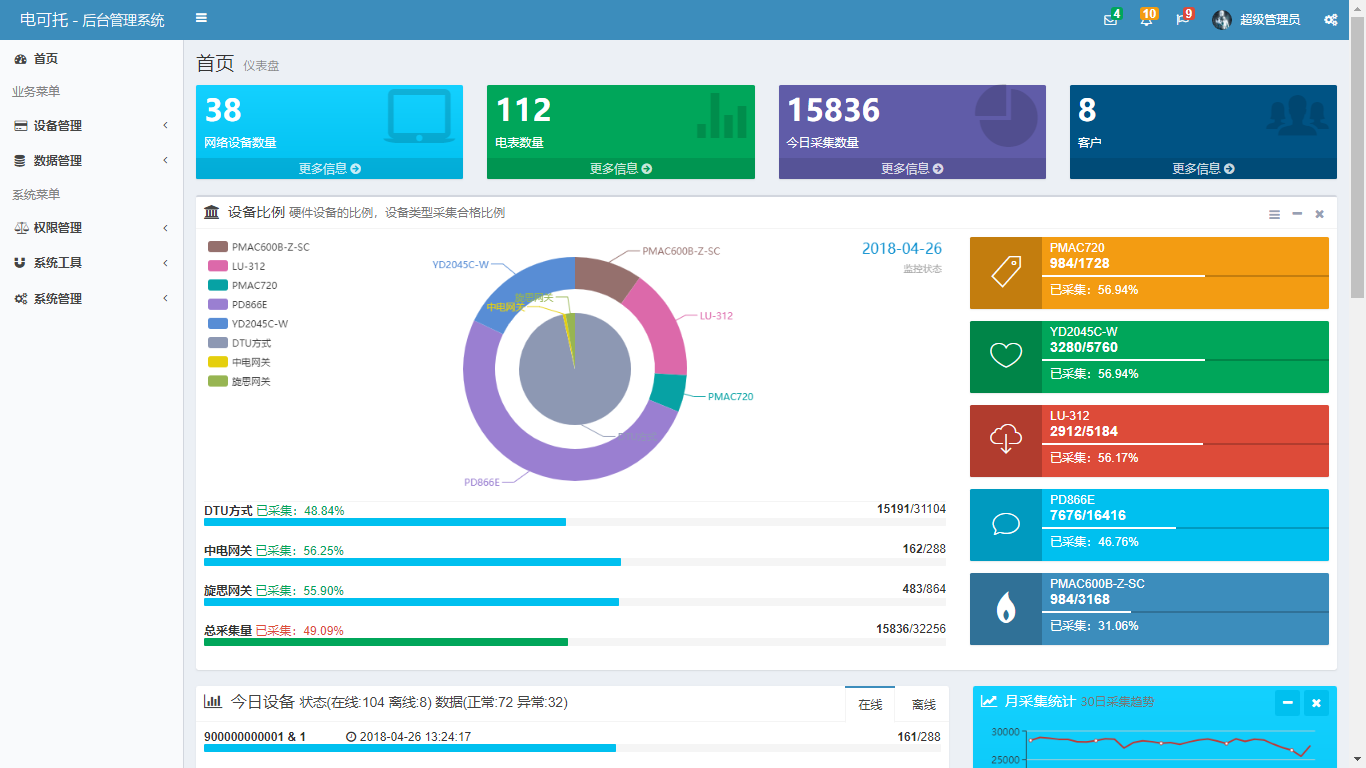 电可托 - 后台管理系统
4
10
9
超级管理员
首页
业务菜单
设备管理
数据管理
系统菜单
权限管理
系统工具
系统管理
首页 仪表盘
38
网络设备数量
更多信息
112
电表数量
更多信息
15836
今日采集数量
更多信息
8
客户
更多信息
设备比例 硬件设备的比例，设备类型采集合格比例
PMAC600B-Z-SC
LU-312
PMAC720
PD866E
YD2045C-W
DTU方式
中电网关
旋思网关
PMAC600B-Z-SC
YD2045C-W
旋思网关
中电网关
LU-312
PMAC720
DTU方式
PD866E
2018-04-26
监控状态
DTU方式 已采集：48.84% 15191/31104
中电网关 已采集：56.25% 162/288
旋思网关 已采集：55.90% 483/864
总采集量 已采集：49.09% 15836/32256
PMAC720
984/1728
已采集：56.94%
YD2045C-W
3280/5760
已采集：56.94%
LU-312
2912/5184
已采集：56.17%
PD866E
7676/16416
已采集：46.76%
PMAC600B-Z-SC
984/3168
已采集：31.06%
今日设备 状态(在线:104 离线:8) 数据(正常:72 异常:32)
在线
离线
900000000001 & 1 2018-04-26 13:24:17 161/288
月采集统计 30日采集趋势
30000
25000